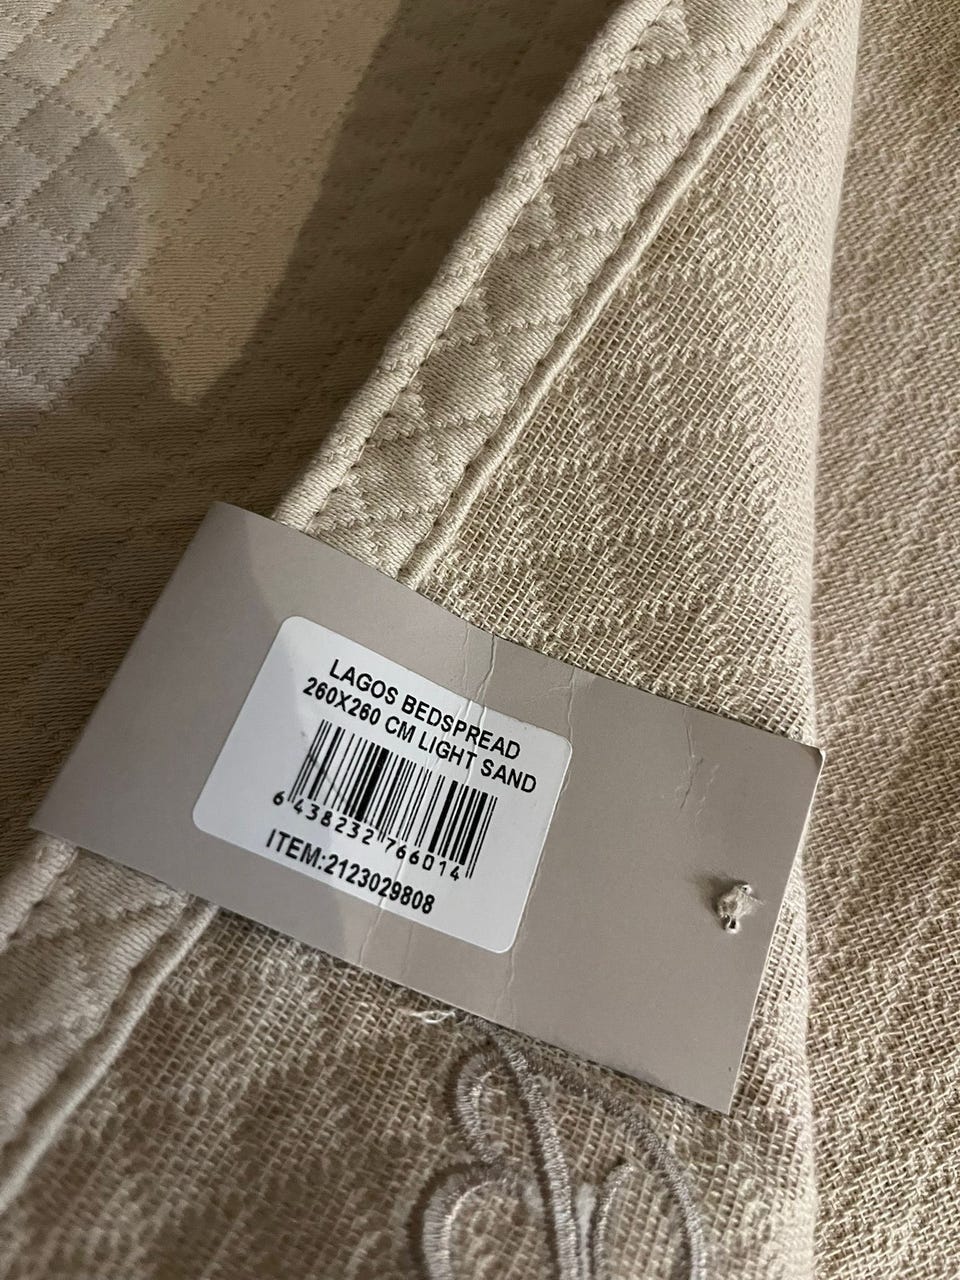 LAGOS BEDSPREAD
260X260 CM LIGHT SAND
6 438232 766014
ITEM:2123029808